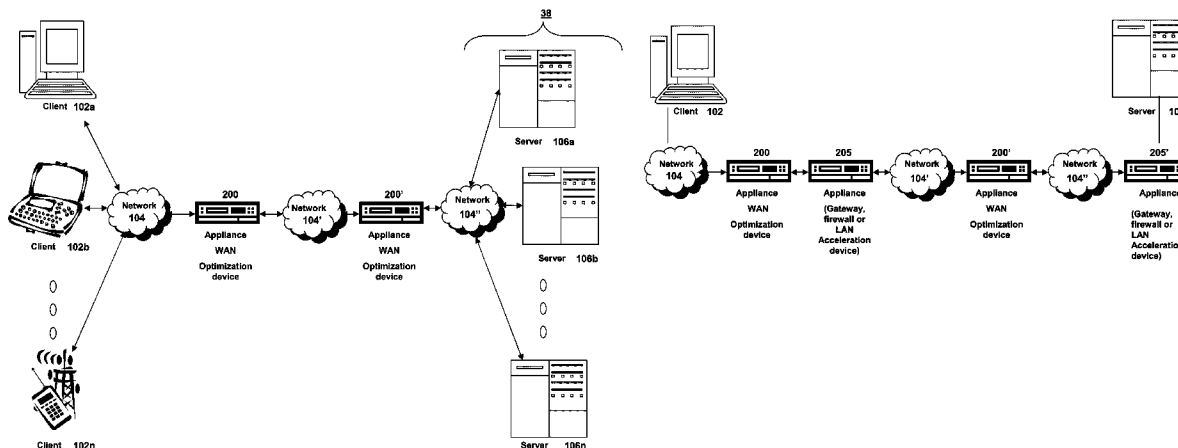 38
Client 102a
Server 106a
Client 102b
Network
104
200
Appliance
WAN
Optimization
device
Network
104'
200'
Appliance
WAN
Optimization
device
Network
104''
Server 106b
Client 102n
Server 106n
Client 102
Server
Network
104
200
Appliance
WAN
Optimization
device
205
Appliance
(Gateway,
firewall or
LAN
Acceleration
device)
Network
104'
200'
Appliance
WAN
Optimization
device
Network
104''
205'
Appliance
(Gateway,
firewall or
LAN
Acceleration
device)